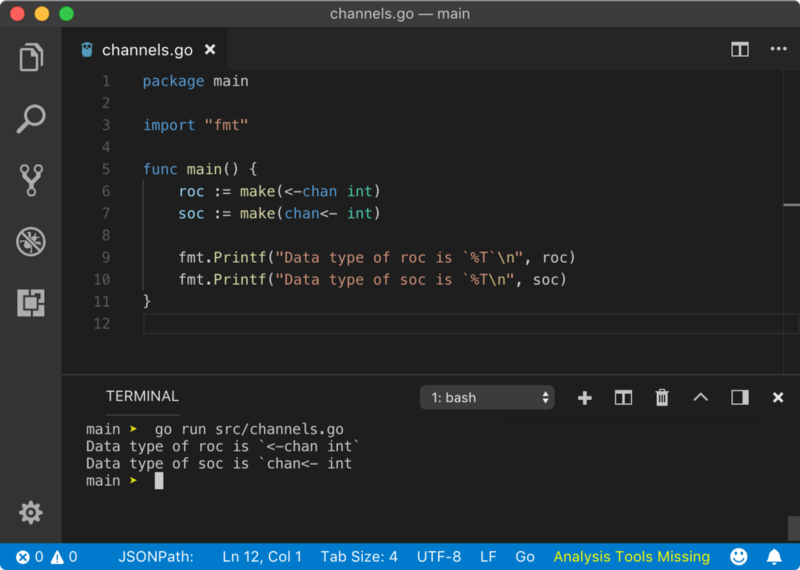 channels.go — main
channels.go
1 package main
2
3 import "fmt"
4
5 func main() {
6     roc := make(<-chan int)
7     soc := make(chan<- int)
8
9     fmt.Printf("Data type of roc is `%T`\n", roc)
10     fmt.Printf("Data type of soc is `%T\n", soc)
11 }
12
TERMINAL 1: bash
main ➤ go run src/channels.go
Data type of roc is `<-chan int`
Data type of soc is `chan<- int
main ➤
0 0 JSONPath: Ln 12, Col 1 Tab Size: 4 UTF-8 LF Go Analysis Tools Missing